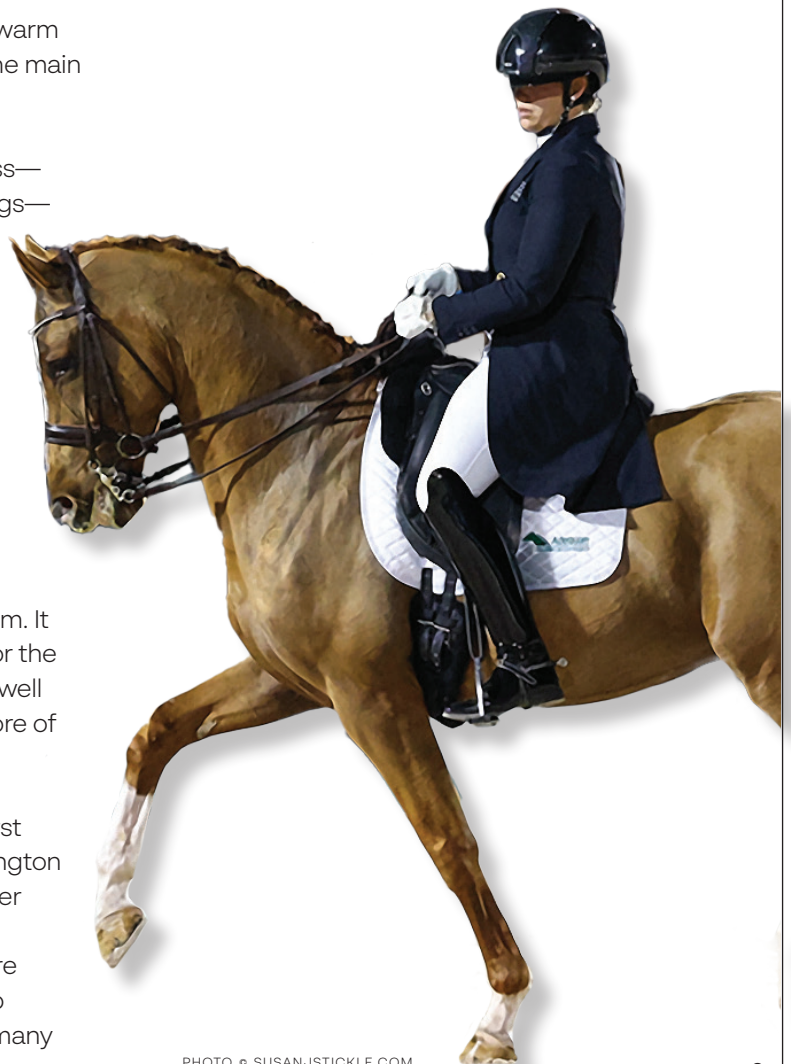 warm
he main
ss—
gs—
m. It
or the
well
ore of
st
ngton
er
re
o
many
Adequan
PHOTO © SUSANJSTICKLE.COM